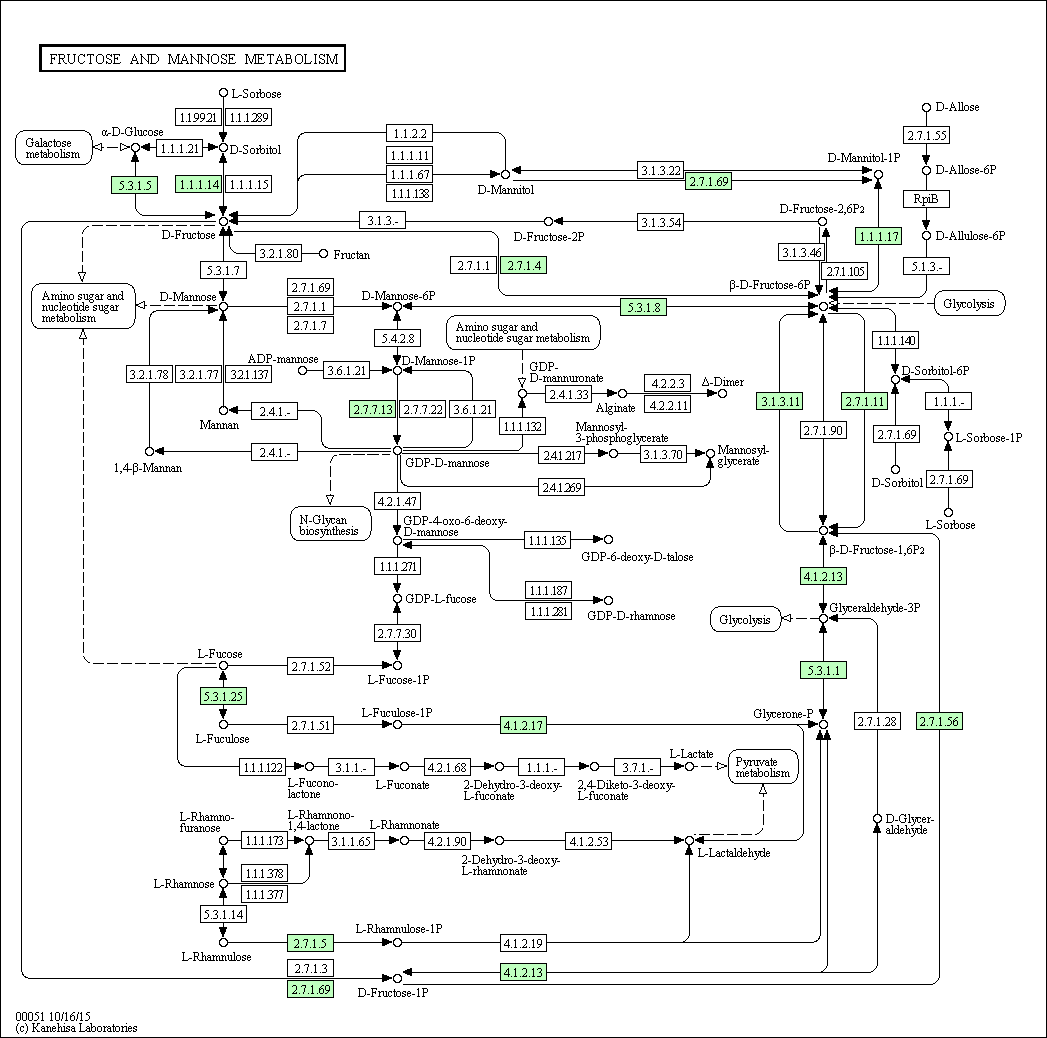 FRUCTOSE AND MANNOSE METABOLISM
L-Sorbose
1.1.99.21
1.1.1.289
D-Allose
2.7.1.55
D-Allose-6P
RpiB
D-Allulose-6P
5.1.3.-
Galactose
metabolism
α-D-Glucose
1.1.1.21
D-Sorbitol
5.3.1.5
1.1.1.14
1.1.1.15
1.1.2.2
1.1.1.11
1.1.1.67
1.1.1.138
D-Mannitol
3.1.3.22
2.7.1.69
D-Mannitol-1P
1.1.1.17
D-Fructose
3.1.3.-
D-Fructose-2P
3.1.3.54
D-Fructose-2,6P2
3.1.3.46
2.7.1.105
3.2.1.80
Fructan
5.3.1.7
2.7.1.1
2.7.1.4
β-D-Fructose-6P
Glycolysis
Amino sugar and
nucleotide sugar
metabolism
D-Mannose
2.7.1.69
2.7.1.1
2.7.1.7
D-Mannose-6P
5.3.1.8
5.4.2.8
Amino sugar and
nucleotide sugar metabolism
ADP-mannose
3.6.1.21
D-Mannose-1P
3.2.1.78
3.2.1.77
3.2.1.137
GDP-
D-mannuronate
2.4.1.33
Alginate
4.2.2.3
4.2.2.11
Δ-Dimer
1.1.1.140
D-Sorbitol-6P
1.1.1.-
L-Sorbose-1P
2.7.1.69
D-Sorbitol
2.7.1.69
L-Sorbose
Mannan
2.4.1.-
2.7.7.13
2.7.7.22
3.6.1.21
1.1.1.132
3.1.3.11
2.7.1.90
2.7.1.11
1,4-β-Mannan
2.4.1.-
GDP-D-mannose
2.4.1.217
Mannosyl-
3-phosphoglycerate
3.1.3.70
Mannosyl-
glycerate
2.4.1.269
N-Glycan
biosynthesis
4.2.1.47
GDP-4-oxo-6-deoxy-
D-mannose
1.1.1.135
GDP-6-deoxy-D-talose
1.1.1.271
GDP-L-fucose
1.1.1.187
1.1.1.281
GDP-D-rhamnose
2.7.7.30
β-D-Fructose-1,6P2
4.1.2.13
Glycolysis
Glyceraldehyde-3P
5.3.1.1
L-Fucose
2.7.1.52
L-Fucose-1P
5.3.1.25
L-Fuculose
2.7.1.51
L-Fuculose-1P
4.1.2.17
Glycerone-P
2.7.1.28
2.7.1.56
1.1.1.122
L-Fucono-
lactone
3.1.1.-
L-Fuconate
4.2.1.68
2-Dehydro-3-deoxy-
L-fuconate
1.1.1.-
2,4-Diketo-3-deoxy-
L-fuconate
3.7.1.-
L-Lactate
Pyruvate
metabolism
L-Rhamno-
furanose
1.1.1.173
L-Rhamnono-
1,4-lactone
3.1.1.65
L-Rhamnonate
4.2.1.90
2-Dehydro-3-deoxy-
L-rhamnonate
4.1.2.53
L-Lactaldehyde
D-Glycer-
aldehyde
L-Rhamnose
1.1.1.378
1.1.1.377
5.3.1.14
L-Rhamnulose
2.7.1.5
L-Rhamnulose-1P
4.1.2.19
2.7.1.3
2.7.1.69
D-Fructose-1P
4.1.2.13
00051 10/16/15
(c) Kanehisa Laboratories